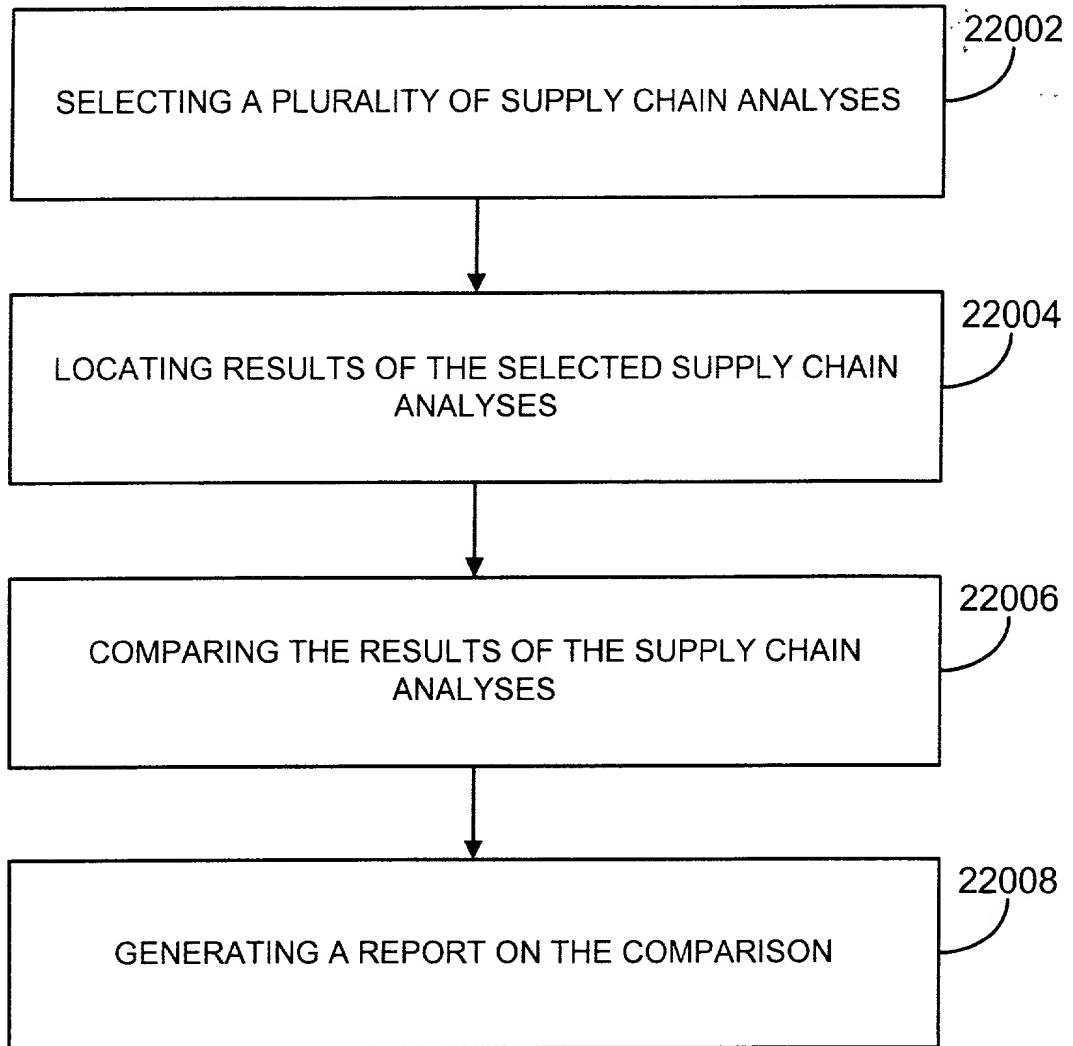 22002
SELECTING A PLURALITY OF SUPPLY CHAIN ANALYSES
22004
LOCATING RESULTS OF THE SELECTED SUPPLY CHAIN
ANALYSES
22006
COMPARING THE RESULTS OF THE SUPPLY CHAIN
ANALYSES
22008
GENERATING A REPORT ON THE COMPARISON